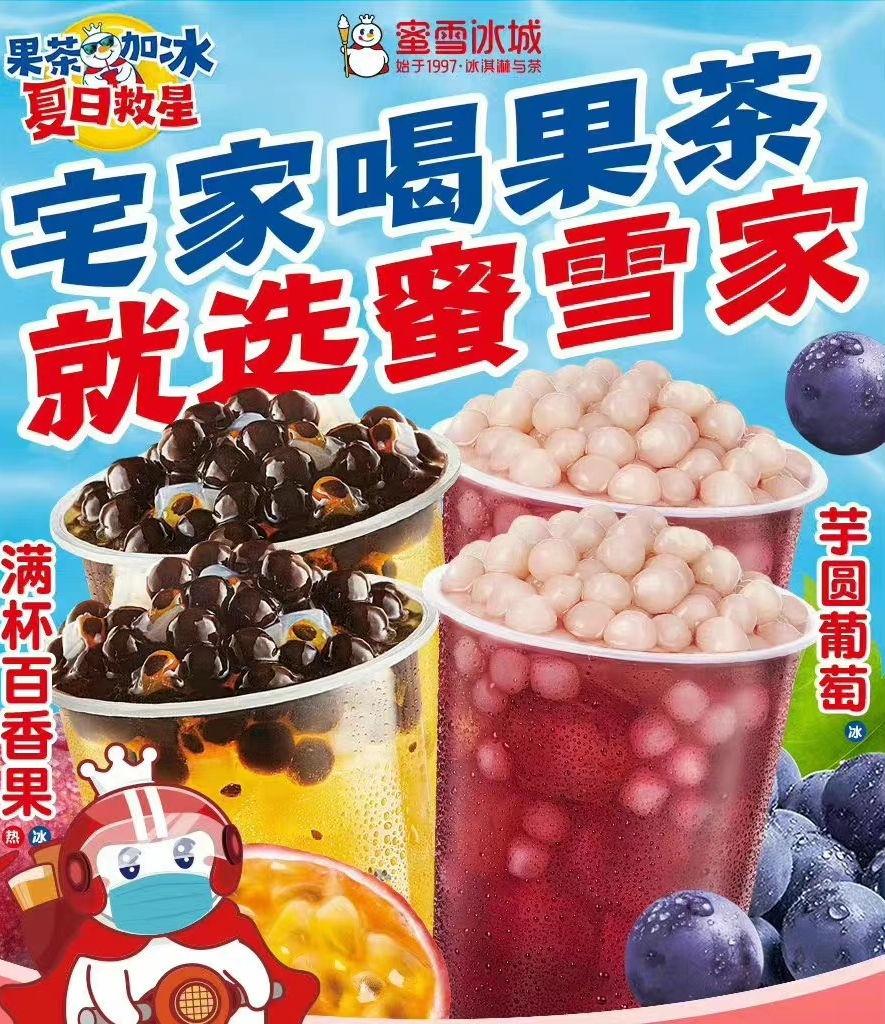 果茶加冰
夏日救星
蜜雪冰城
始于1997·冰淇淋与茶
宅家喝果茶
就选蜜雪家
满杯百香果
热 冰
芋圆葡萄
冰